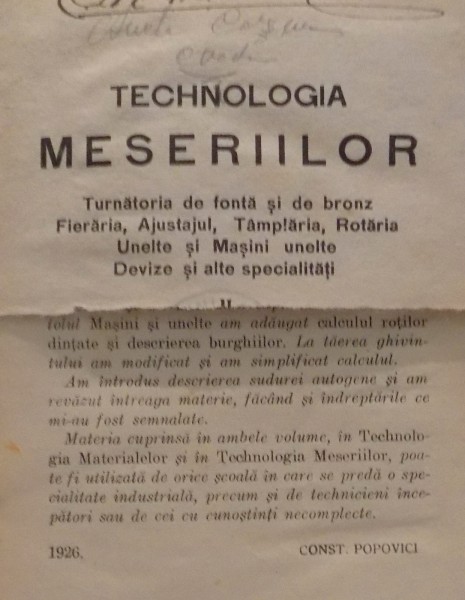 TECHNOLOGIA
MESERIILOR
Turnătoria de fontă și de bronz
Fierăria, Ajustajul, Tâmplăria, Rotăria
Unelte și Mașini unelte
Devize și alte specialități
II
tolul Mașini și unelte am adăugat calculul roților
dințate și descrierea burghiilor. La tăerea ghivin-
tului am modificat și am simplificat calculul.
Am întrodus descrierea sudurei autogene și am
revăzut întreaga materie, făcând și îndreptările ce
mi-au fost semnalate.
Materia cuprinsă în ambele volume, în Technolo-
gia Materialelor și în Technologia Meseriilor, poa-
te fi utilizată de orice școală în care se predă o spe-
cialitate industrială, precum și de technicieni înce-
pători sau de cei cu cunoștinți necomplecte.
1926. CONST. POPOVICI